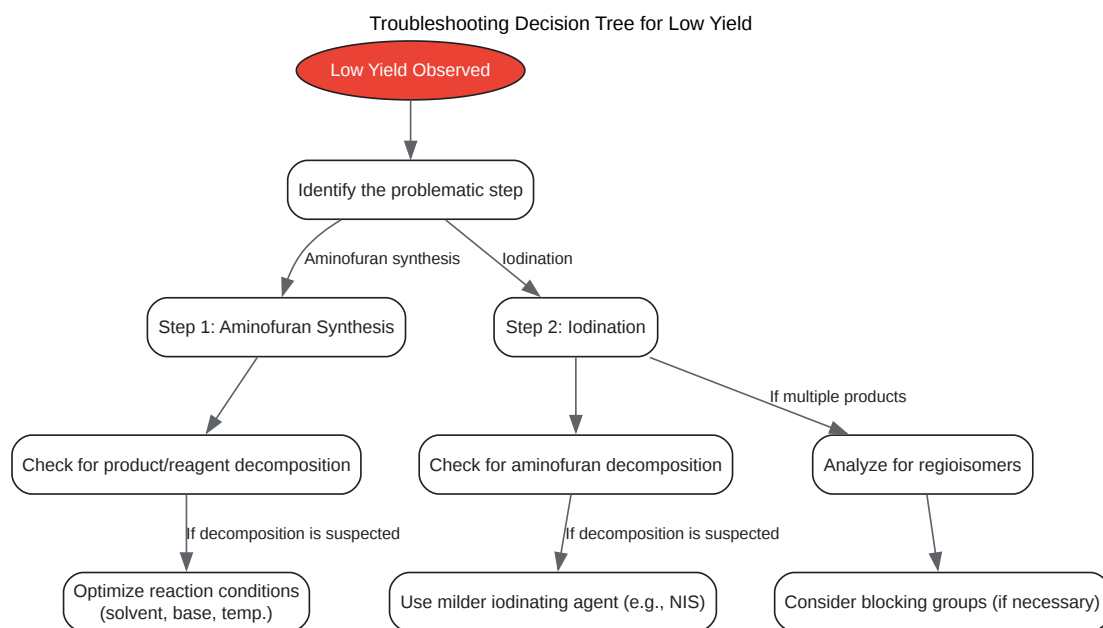 Troubleshooting Decision Tree for Low Yield
Low Yield Observed
Identify the problematic step
Aminofuran synthesis
Iodination
Step 1: Aminofuran Synthesis
Step 2: Iodination
If multiple products
Check for product/reagent decomposition
Check for aminofuran decomposition
Analyze for regioisomers
If decomposition is suspected
If decomposition is suspected
Optimize reaction conditions
(solvent, base, temp.)
Use milder iodinating agent (e.g., NIS)
Consider blocking groups (if necessary)